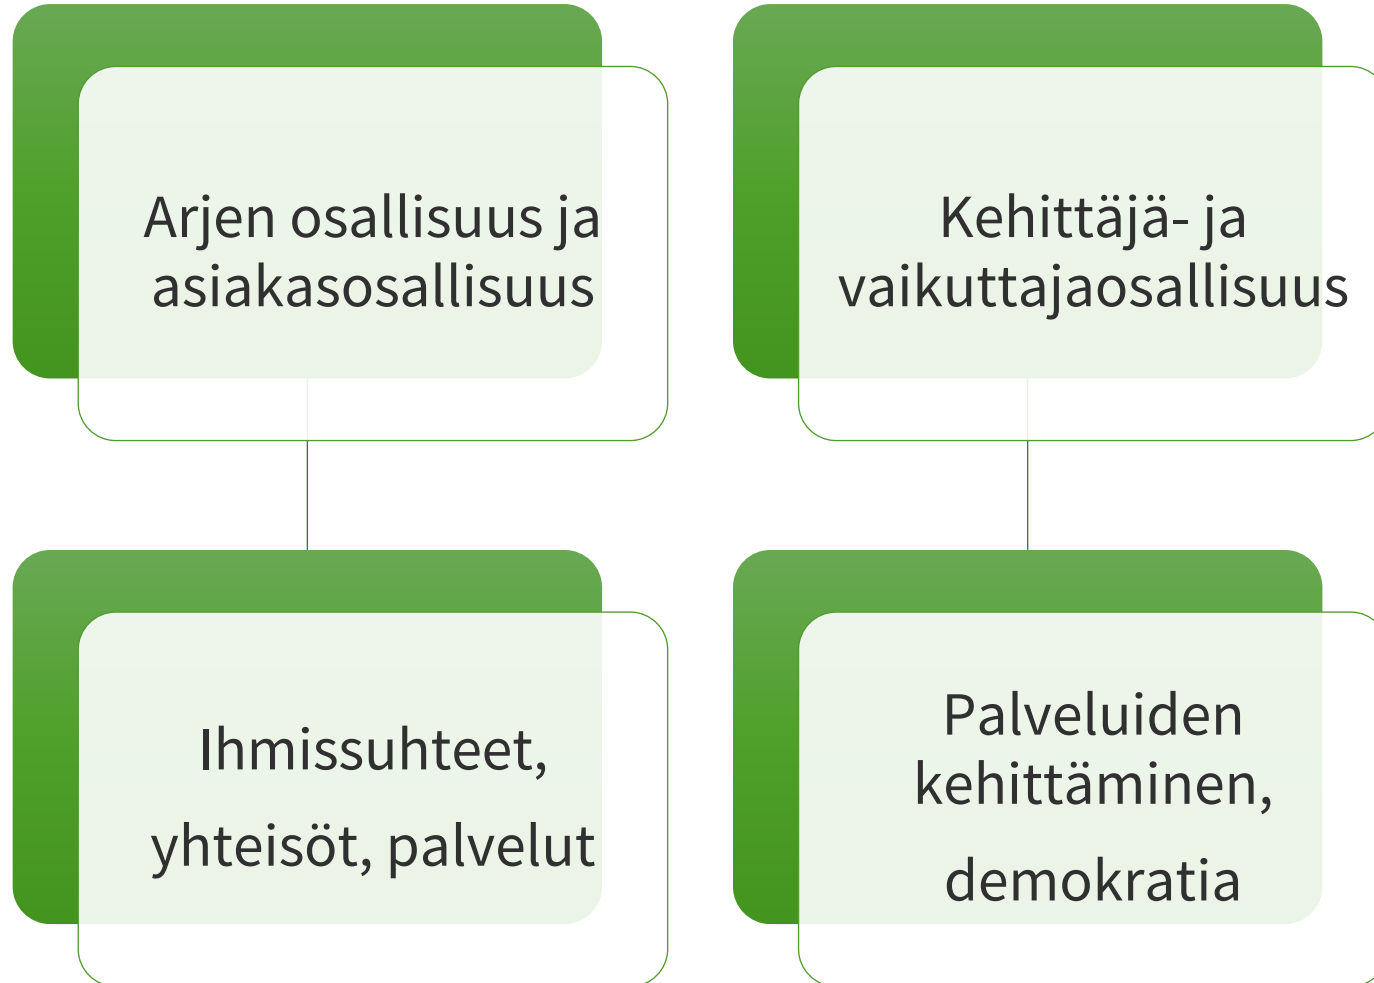 Arjen osallisuus ja
asiakasosallisuus
Kehittäjä- ja
vaikuttajaosallisuus
Ihmissuhteet,
yhteisöt, palvelut
Palveluiden
kehittäminen,
demokratia